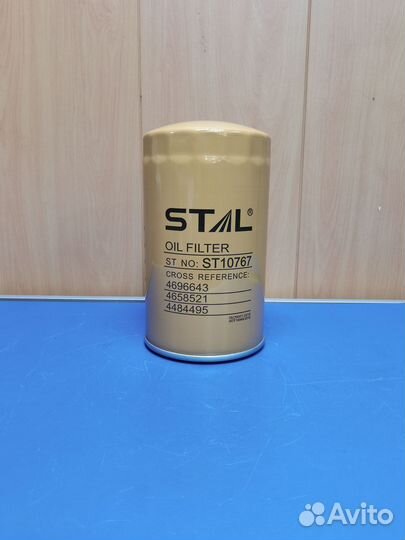 STAL®
OIL FILTER
ST NO: ST10767
CROSS REFERENCE:
4696643
4658521
4484495
Avito